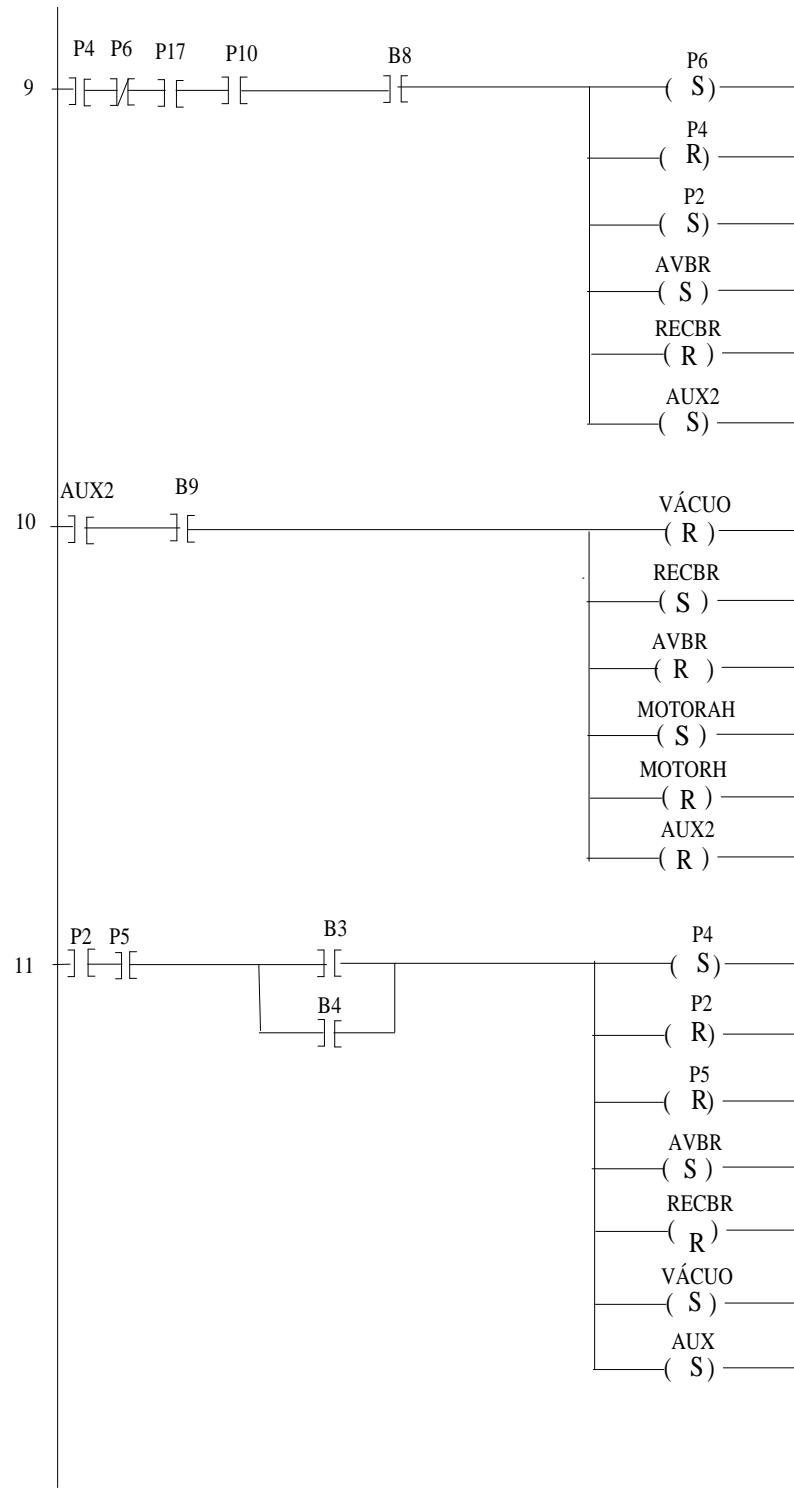 P4 P6 P17 P10 B8 P6
9 ( S )
P4
( R )
P2
( S )
AVBR
( S )
RECBR
( R )
AUX2
( S )
AUX2 B9 VÁCUO
10 ( R )
RECBR
( S )
AVBR
( R )
MOTORAH
( S )
MOTORH
( R )
AUX2
( R )
P2 P5 B3 P4
11 ( S )
B4 P2
( R )
P5
( R )
AVBR
( S )
RECBR
( R )
VÁCUO
( S )
AUX
( S )